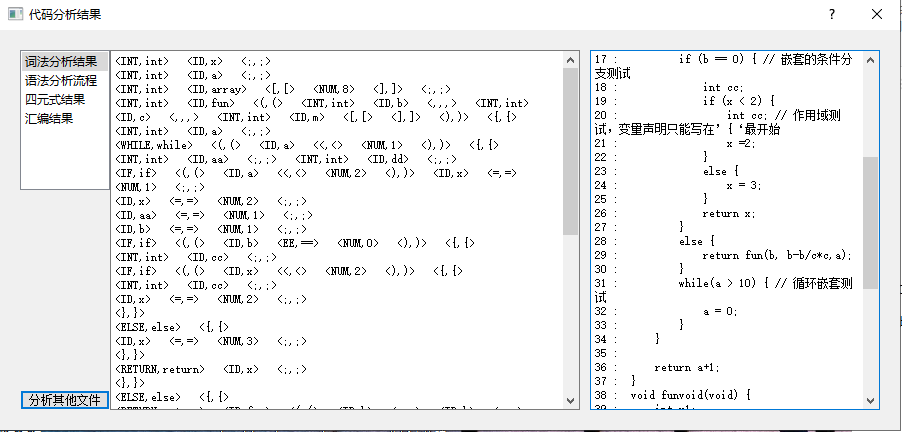 代码分析结果
?
词法分析结果
语法分析流程
四元式结果
汇编结果
分析其他文件
<INT,int>   <ID,x>   <;,;>
<INT,int>   <ID,a>   <;,;>
<INT,int>   <ID,array>   <[,[>   <NUM,8>   <],]>   <;,;>
<INT,int>   <ID,fun>   <(,(>   <INT,int>   <ID,b>   <,,,>   <INT,int>
<ID,c>   <,,,>   <INT,int>   <ID,m>   <[,[>   <],]>   <),)>   <{,{>
<INT,int>   <ID,a>   <;,;>
<WHILE,while>   <(,(>   <ID,a>   <<,<>   <NUM,1>   <),)>   <{,{>
<INT,int>   <ID,aa>   <;,;>   <INT,int>   <ID,dd>   <;,;>
<IF,if>   <(,(>   <ID,a>   <<,<>   <NUM,2>   <),)>   <ID,x>   <=,=>
<NUM,1>   <;,;>
<ID,x>   <=,=>   <NUM,2>   <;,;>
<ID,aa>   <=,=>   <NUM,1>   <;,;>
<ID,b>   <=,=>   <NUM,1>   <;,;>
<IF,if>   <(,(>   <ID,b>   <EE,==>   <NUM,0>   <),)>   <{,{>
<INT,int>   <ID,cc>   <;,;>
<IF,if>   <(,(>   <ID,x>   <<,<>   <NUM,2>   <),)>   <{,{>
<INT,int>   <ID,cc>   <;,;>
<ID,x>   <=,=>   <NUM,2>   <;,;>
<},}>
<ELSE,else>   <{,{>
<ID,x>   <=,=>   <NUM,3>   <;,;>
<},}>
<RETURN,return>   <ID,x>   <;,;>
<},}>
<ELSE,else>   <{,{>
17 :         if (b == 0) { // 嵌套的条件分
支测试
18 :             int cc;
19 :             if (x < 2) {
20 :                 int cc; // 作用域测
试，变量声明只能写在’{‘最开始
21 :                 x =2;
22 :             }
23 :             else {
24 :                 x = 3;
25 :             }
26 :             return x;
27 :         }
28 :         else {
29 :             return fun(b, b-b/c*c,a);
30 :         }
31 :         while(a > 10) { // 循环嵌套测
试
32 :             a = 0;
33 :         }
34 :     }
35 :
36 :     return a+1;
37 : }
38 : void funvoid(void) {